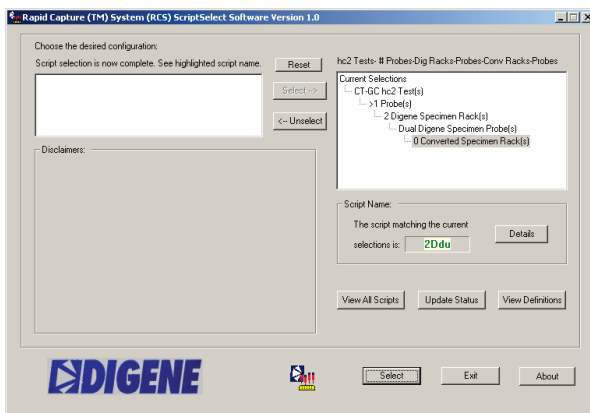 Rapid Capture (TM) System (RCS) ScriptSelect Software Version 1.0
Choose the desired configuration:
Script selection is now complete. See highlighted script name.
Reset
Select -->
<-- Unselect
hc2 Tests- # Probes-Dig Racks-Probes-Conv Racks-Probes
Current Selections
CT-GC hc2 Test(s)
>1 Probe(s)
2 Digene Specimen Rack(s)
Dual Digene Specimen Probe(s)
0 Converted Specimen Rack(s)
Disclaimers:
Script Name:
The script matching the current
selections is: 2Ddu
Details
View All Scripts
Update Status
View Definitions
DIGENE
Select
Exit
About